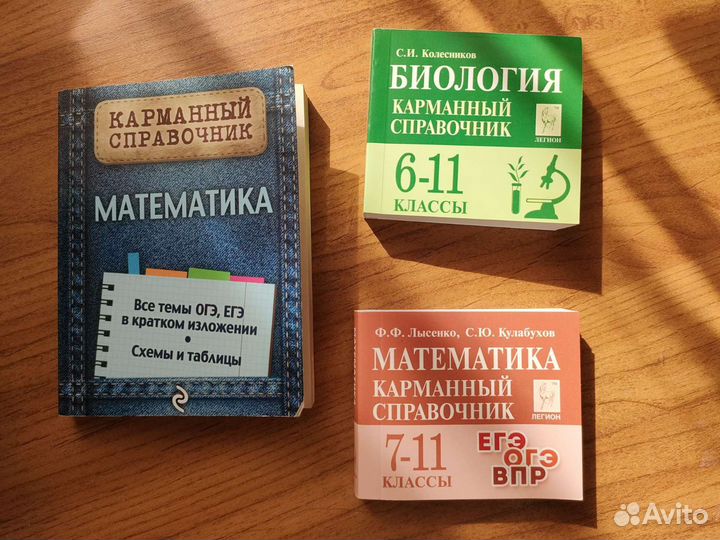 КАРМАННЫЙ
СПРАВОЧНИК
МАТЕМАТИКА
Все темы ОГЭ, ЕГЭ
в кратком изложении
•
Схемы и таблицы
С.И. Колесников
БИОЛОГИЯ
КАРМАННЫЙ
СПРАВОЧНИК
ЛЕГИОН
6-11
КЛАССЫ
Ф.Ф. Лысенко, С.Ю. Кулабухов
МАТЕМАТИКА
КАРМАННЫЙ
СПРАВОЧНИК
ЛЕГИОН
7-11
КЛАССЫ
ЕГЭ
ОГЭ
ВПР
Avito